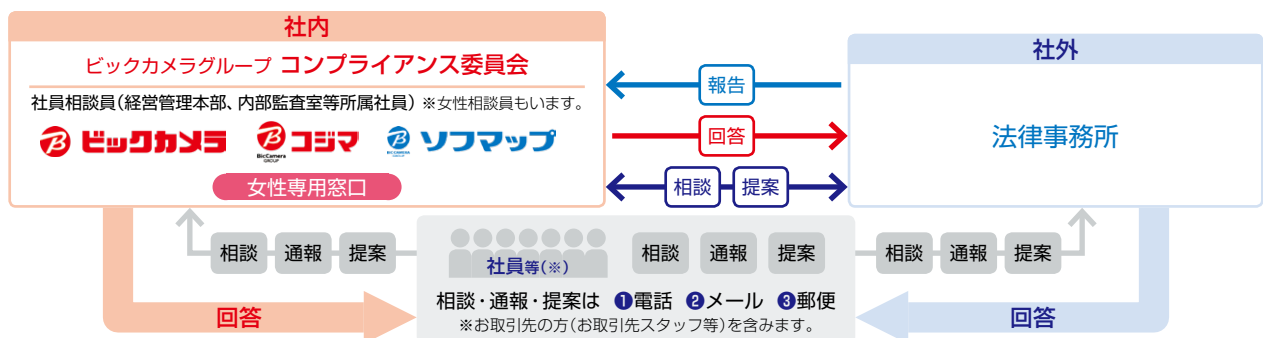 社内
ビックカメラグループ コンプライアンス委員会
社員相談員(経営管理本部、内部監査室等所属社員) ※女性相談員もいます。
B ビックカメラ B BicCamera GROUP コジマ B BicCamera GROUP ソフマップ
女性専用窓口
報告
回答
相談 提案
社外
法律事務所
相談 通報 提案
社員等(※)
相談 通報 提案
相談 通報 提案
相談・通報・提案は ❶電話 ❷メール ❸郵便
※お取引先の方(お取引先スタッフ等)を含みます。
回答
回答